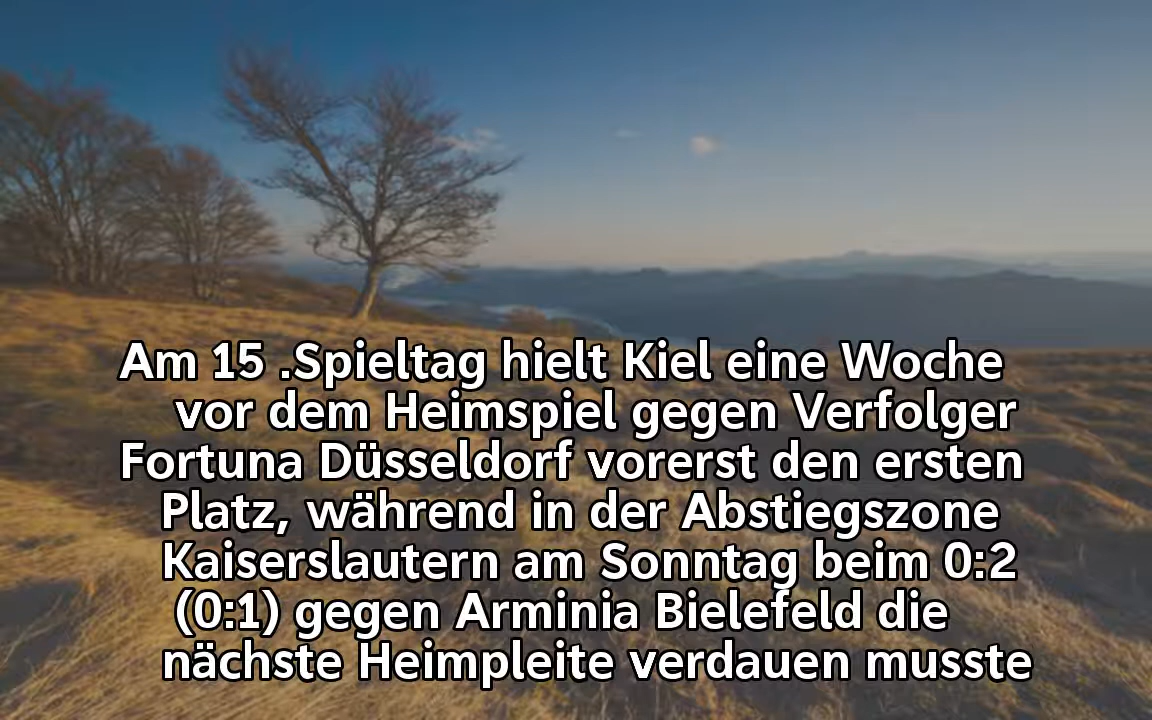 Am 15 .Spieltag hielt Kiel eine Woche
vor dem Heimspiel gegen Verfolger
Fortuna Düsseldorf vorerst den ersten
Platz, während in der Abstiegszone
Kaiserslautern am Sonntag beim 0:2
(0:1) gegen Arminia Bielefeld die
nächste Heimpleite verdauen musste